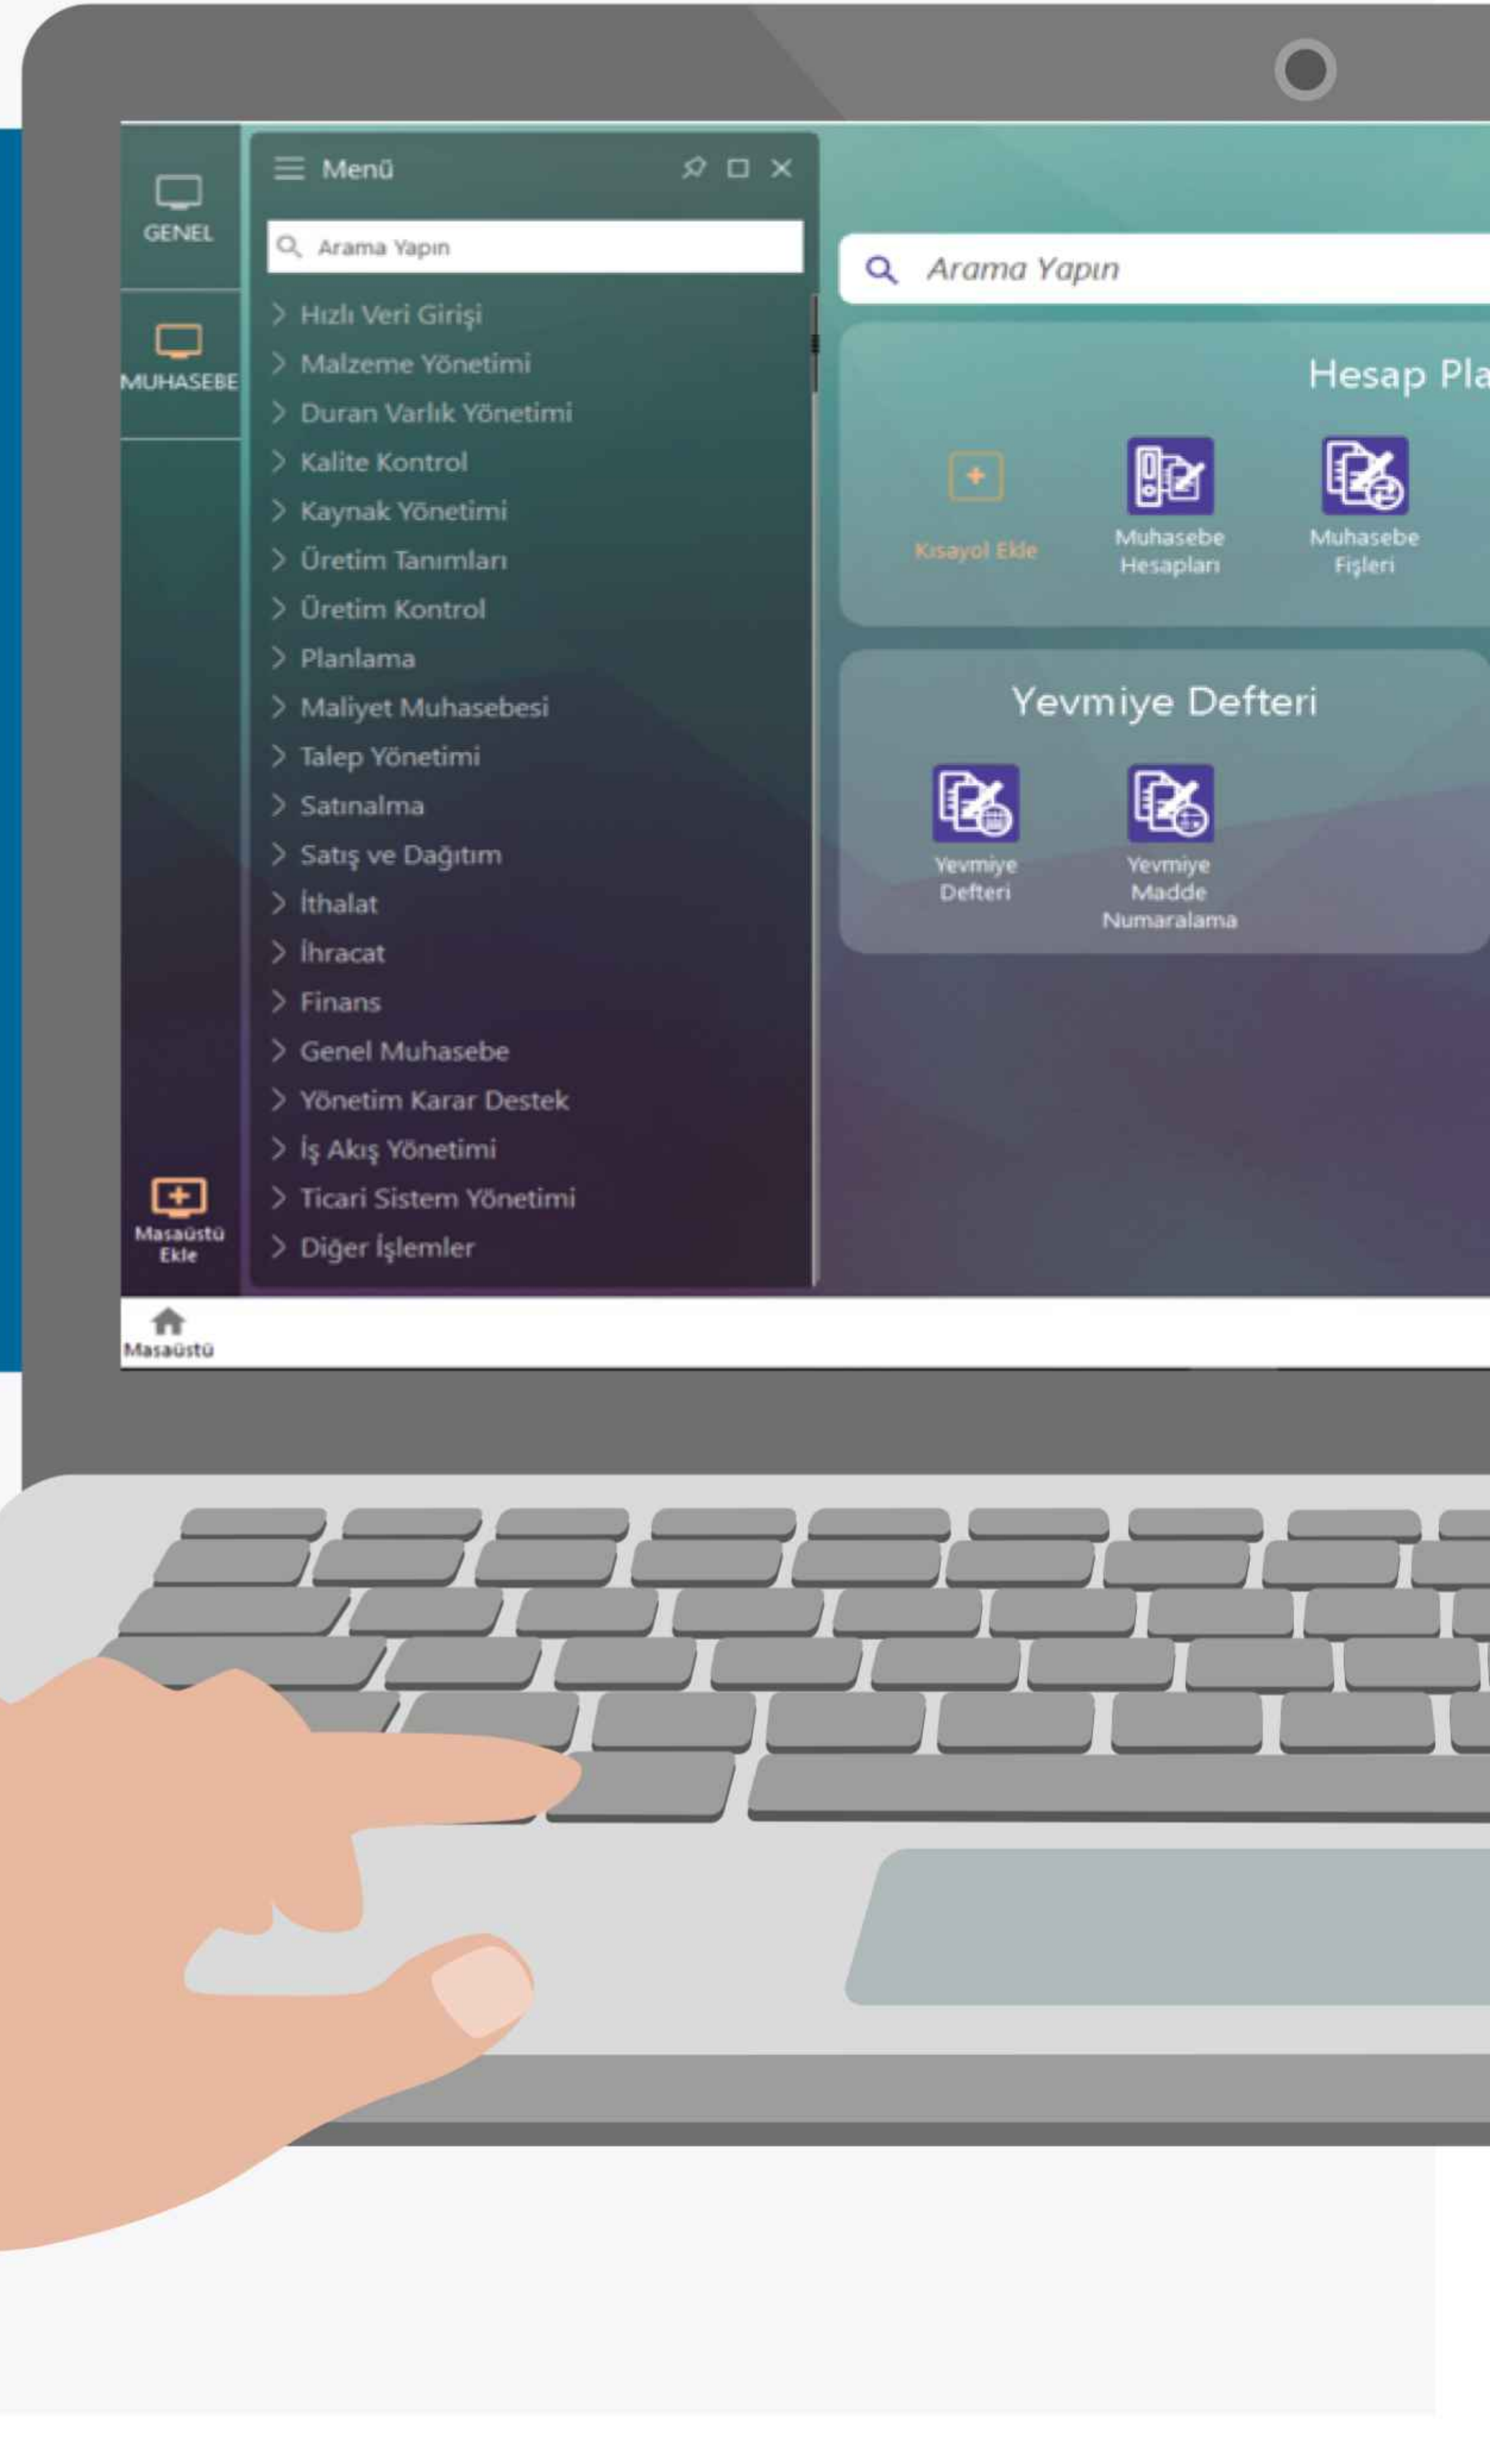 GENEL
MUHASEBE
Masaüstü
Ekle
Menü
Arama Yapın
Hızlı Veri Girişi
Malzeme Yönetimi
Duran Varlık Yönetimi
Kalite Kontrol
Kaynak Yönetimi
Üretim Tanımları
Üretim Kontrol
Planlama
Maliyet Muhasebesi
Talep Yönetimi
Satınalma
Satış ve Dağıtım
İthalat
İhracat
Finans
Genel Muhasebe
Yönetim Karar Destek
İş Akış Yönetimi
Ticari Sistem Yönetimi
Diğer İşlemler
Arama Yapın
Hesap Pla
Kısayol Ekle
Muhasebe
Hesapları
Muhasebe
Fişleri
Yevmiye Defteri
Yevmiye
Defteri
Yevmiye
Madde
Numaralama
Masaüstü